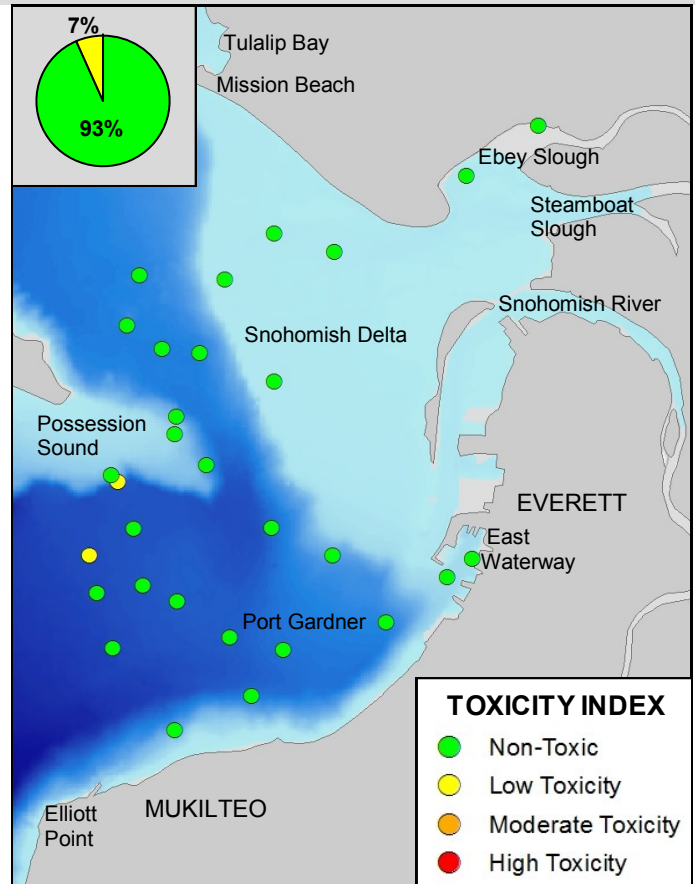 7%
93%
Tulalip Bay
Mission Beach
Ebey Slough
Steamboat
Slough
Snohomish River
Snohomish Delta
Possession
Sound
EVERETT
East
Waterway
Port Gardner
Elliott
Point
MUKILTEO
TOXICITY INDEX
Non-Toxic
Low Toxicity
Moderate Toxicity
High Toxicity